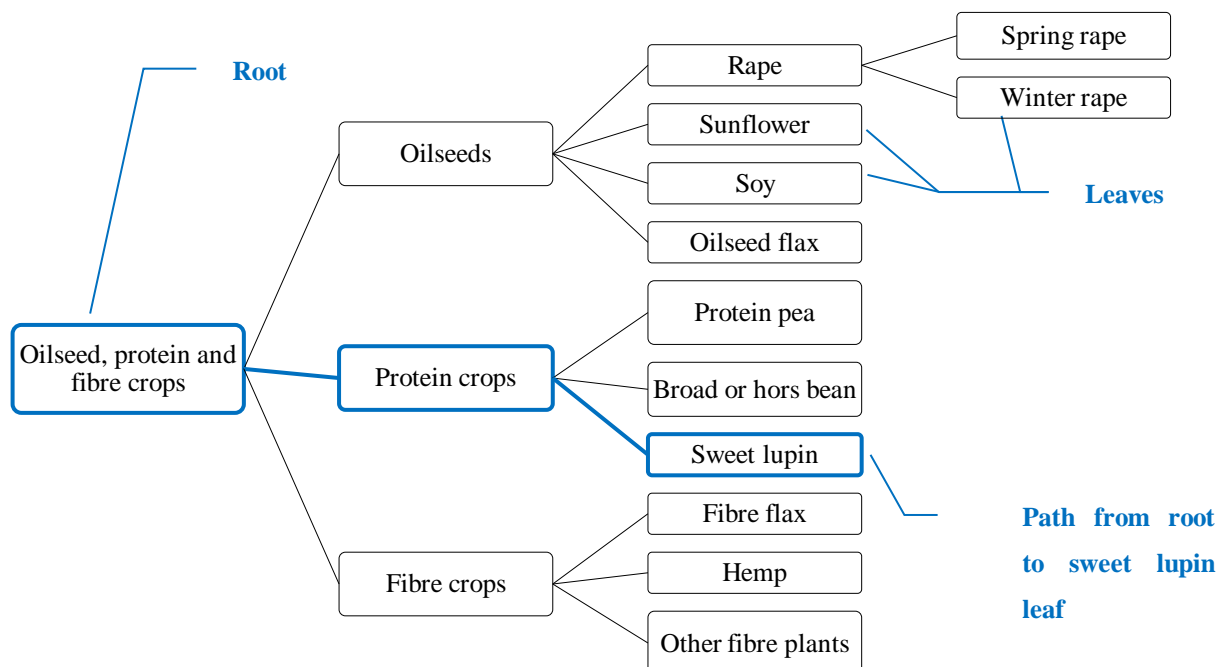 Spring rape
Root
Rape
Winter rape
Sunflower
Oilseeds
Soy
Leaves
Oilseed flax
Protein pea
Oilseed, protein and
fibre crops
Protein crops
Broad or hors bean
Sweet lupin
Fibre flax
Path from root
to sweet lupin
leaf
Hemp
Fibre crops
Other fibre plants